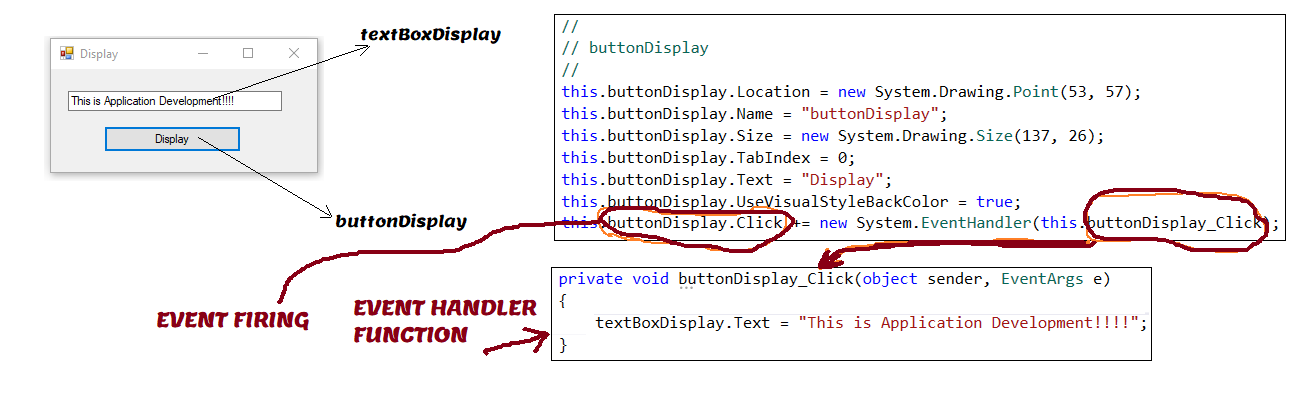 textBoxDisplay
Display
This is Application Development!!!!
Display
buttonDisplay
//
// buttonDisplay
//
this.buttonDisplay.Location = new System.Drawing.Point(53, 57);
this.buttonDisplay.Name = "buttonDisplay";
this.buttonDisplay.Size = new System.Drawing.Size(137, 26);
this.buttonDisplay.TabIndex = 0;
this.buttonDisplay.Text = "Display";
this.buttonDisplay.UseVisualStyleBackColor = true;
this.buttonDisplay.Click += new System.EventHandler(this.buttonDisplay_Click);
EVENT FIRING
EVENT HANDLER
FUNCTION
private void buttonDisplay_Click(object sender, EventArgs e)
{
textBoxDisplay.Text = "This is Application Development!!!!";
}